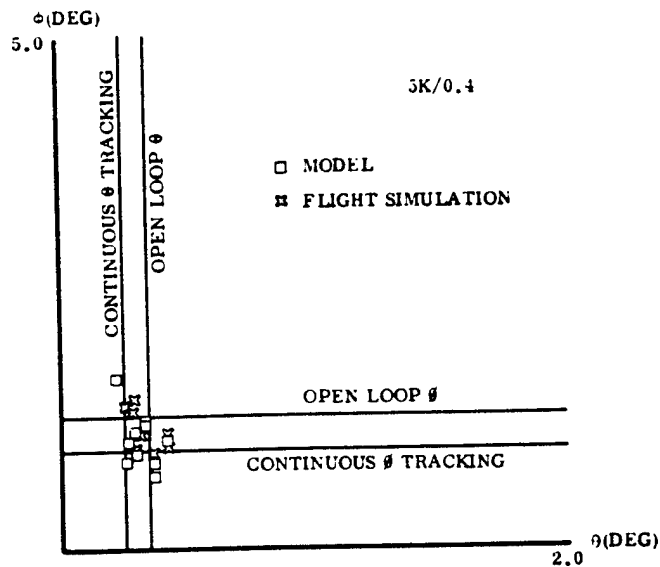 ϕ(DEG)
5.0
5K/0.4
CONTINUOUS θ TRACKING
OPEN LOOP θ
□ MODEL
¤ FLIGHT SIMULATION
OPEN LOOP ϕ
CONTINUOUS ϕ TRACKING
θ(DEG)
2.0